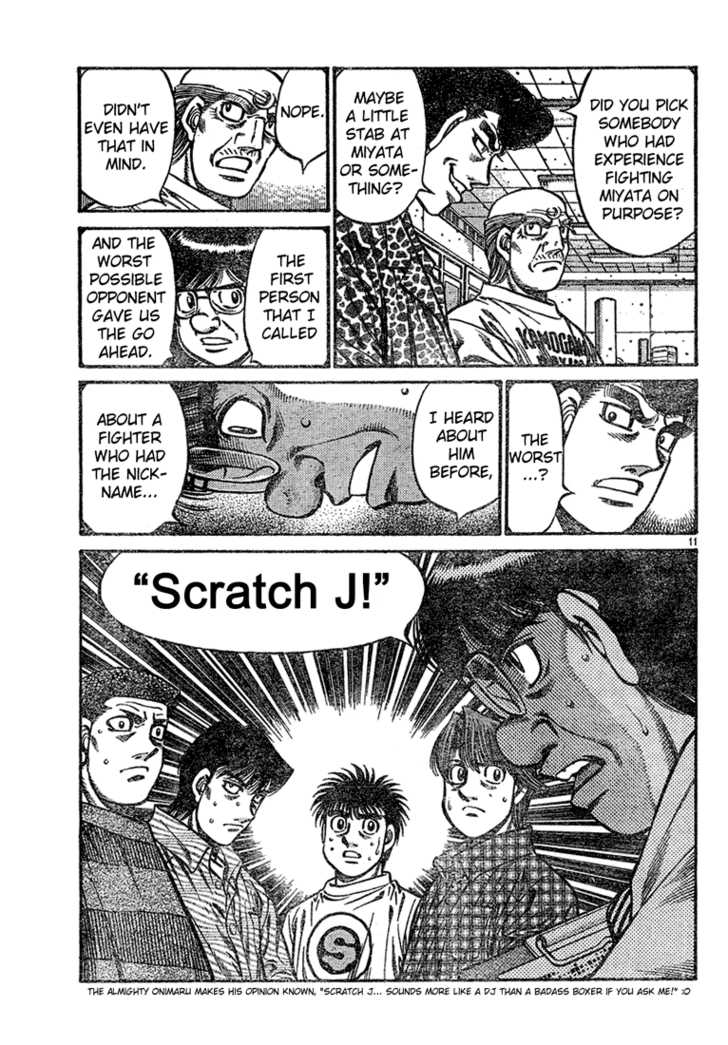 DID YOU PICK
SOMEBODY
WHO HAD
EXPERIENCE
FIGHTING
MIYATA ON
PURPOSE?
MAYBE
A LITTLE
STAB AT
MIYATA
OR SOME-
THING?
KAMOGAWA
NOPE.
DIDN'T
EVEN HAVE
THAT IN
MIND.
THE
FIRST
PERSON
THAT I
CALLED
AND THE
WORST
POSSIBLE
OPPONENT
GAVE US
THE GO
AHEAD.
THE
WORST
...?
I HEARD
ABOUT
HIM
BEFORE,
ABOUT A
FIGHTER
WHO HAD
THE NICK-
NAME...
11
“Scratch J!”
S
THE ALMIGHTY ONIMARU MAKES HIS OPINION KNOWN, "SCRATCH J... SOUNDS MORE LIKE A DJ THAN A BADASS BOXER IF YOU ASK ME!" :O